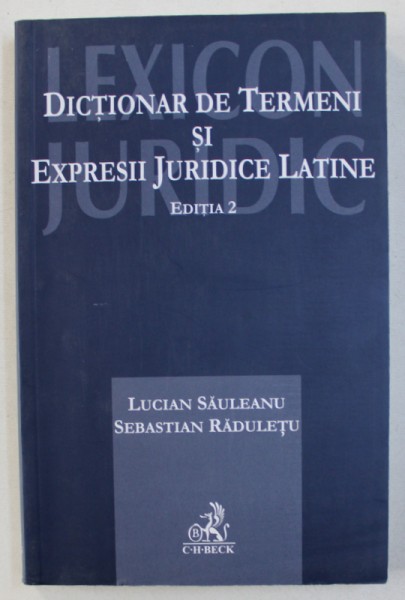 LEXICON
DICȚIONAR DE TERMENI
ȘI
EXPRESII JURIDICE LATINE
JURIDIC
EDIȚIA 2
LUCIAN SĂULEANU
SEBASTIAN RĂDULEȚU
B
C·H·BECK